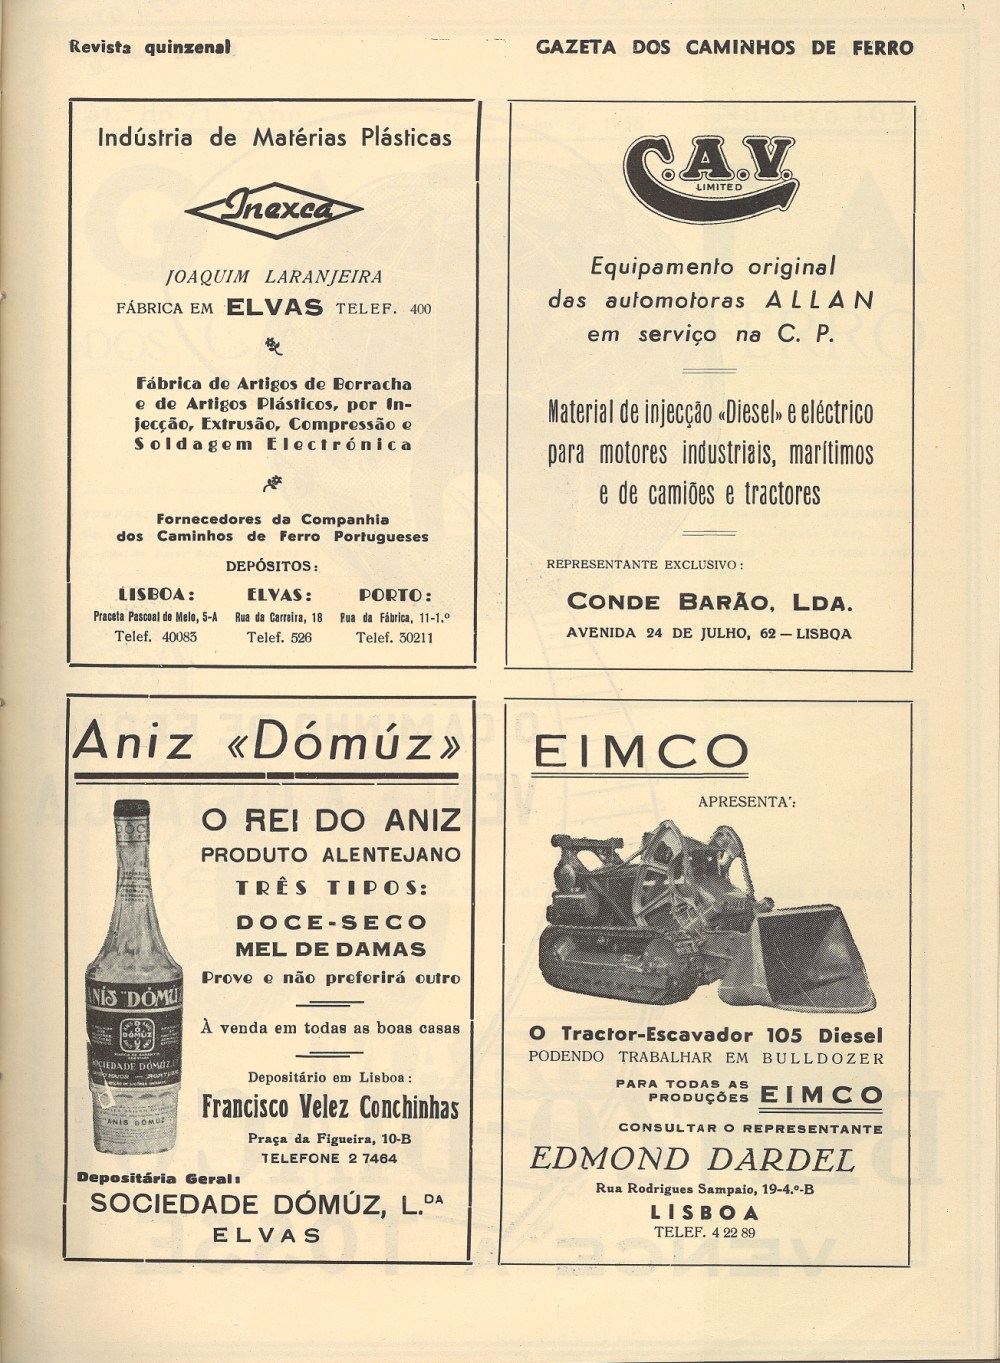 Revista quinzenal
GAZETA DOS CAMINHOS DE FERRO
Indústria de Matérias Plásticas
Inexca
JOAQUIM LARANJEIRA
FÁBRICA EM ELVAS TELEF. 400
Fábrica de Artigos de Borracha
e de Artigos Plásticos, por In-
jecção, Extrusão, Compressão e
Soldagem Electrónica
Fornecedores da Companhia
dos Caminhos de Ferro Portugueses
DEPÓSITOS:
LISBOA: ELVAS: PORTO:
Praceta Pascoal de Melo, 5-A Rua da Carreira, 18 Rua da Fábrica, 11-1.º
Telef. 40083 Telef. 526 Telef. 30211
C.A.V.
LIMITED
Equipamento original
das automotoras ALLAN
em serviço na C. P.
Material de injecção «Diesel» e eléctrico
para motores industriais, marítimos
e de camiões e tractores
REPRESENTANTE EXCLUSIVO:
CONDE BARÃO, LDA.
AVENIDA 24 DE JULHO, 62 — LISBOA
Aniz «Dómúz»
O REI DO ANIZ
PRODUTO ALENTEJANO
TRÊS TIPOS:
DOCE-SECO
MEL DE DAMAS
Prove e não preferirá outro
À venda em todas as boas casas
Depositário em Lisboa:
Francisco Velez Conchinhas
Praça da Figueira, 10-B
TELEFONE 2 7464
DOCE
ANÍS "DÓMÚZ
DÓMÚZ
SOCIEDADE DÓMÚZ, L.
ANÍS DÓMÚZ
Depositária Geral:
SOCIEDADE DÓMÚZ, L.DA
ELVAS
EIMCO
APRESENTA':
O Tractor-Escavador 105 Diesel
PODENDO TRABALHAR EM BULLDOZER
PARA TODAS AS
PRODUÇÕES EIMCO
CONSULTAR O REPRESENTANTE
EDMOND DARDEL
Rua Rodrigues Sampaio, 19-4.º-B
LISBOA
TELEF. 4 22 89